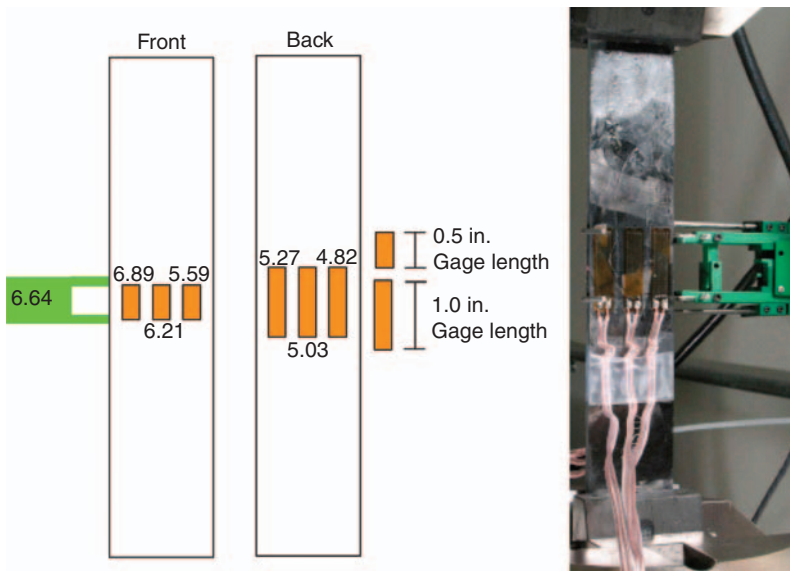 Front
Back
6.89 5.59
6.64
6.21
5.27 4.82
5.03
0.5 in.
Gage length
1.0 in.
Gage length